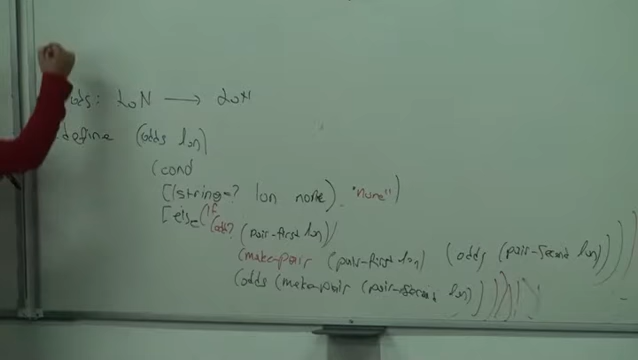 odds: LoN → LoN
define (odds lon)
(cond
[(string=? lon none) "none")
[else (if
(odd? (pair-first lon)
(make-pair (pair-first lon) (odds (pair-second lon))))
(odds (make-pair (pair-second lon))))))